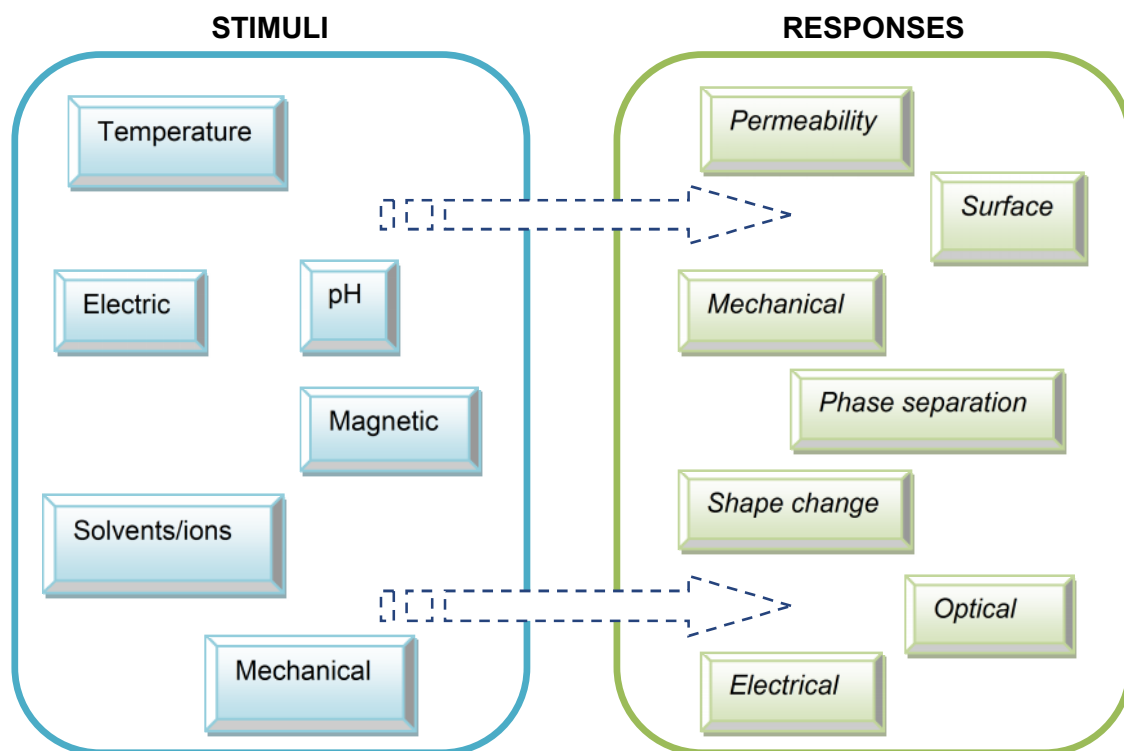 STIMULI
Temperature
Electric
pH
Magnetic
Solvents/ions
Mechanical
RESPONSES
Permeability
Surface
Mechanical
Phase separation
Shape change
Optical
Electrical